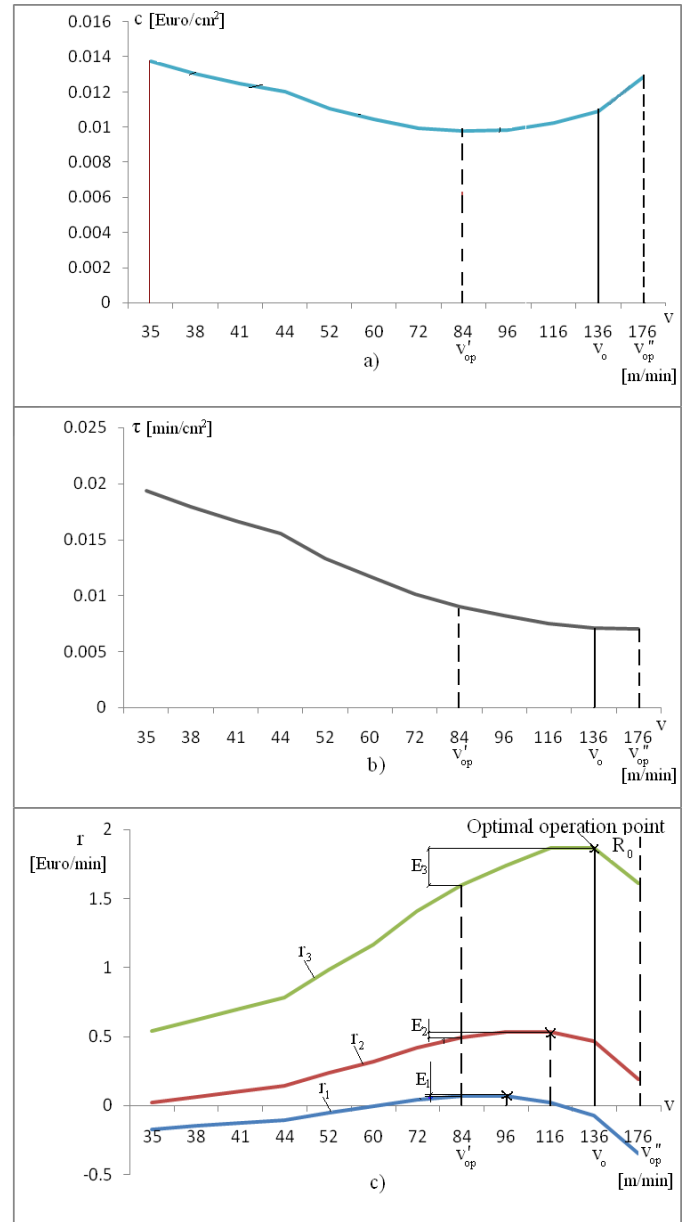 c [Euro/cm²]
0.016
0.014
0.012
0.01
0.008
0.006
0.004
0.002
0
35 38 41 44 52 60 72 84 96 116 136 176 v
v'op vo v"op
[m/min]
a)
τ [min/cm²]
0.025
0.02
0.015
0.01
0.005
0
35 38 41 44 52 60 72 84 96 116 136 176 v
v'op vo v"op
[m/min]
b)
r
[Euro/min]
2
1.5
1
0.5
0
-0.5
Optimal operation point
R0
E3
r3
E2
r2
E1
r1
35 38 41 44 52 60 72 84 96 116 136 176 v
v'op vo v"op
[m/min]
c)